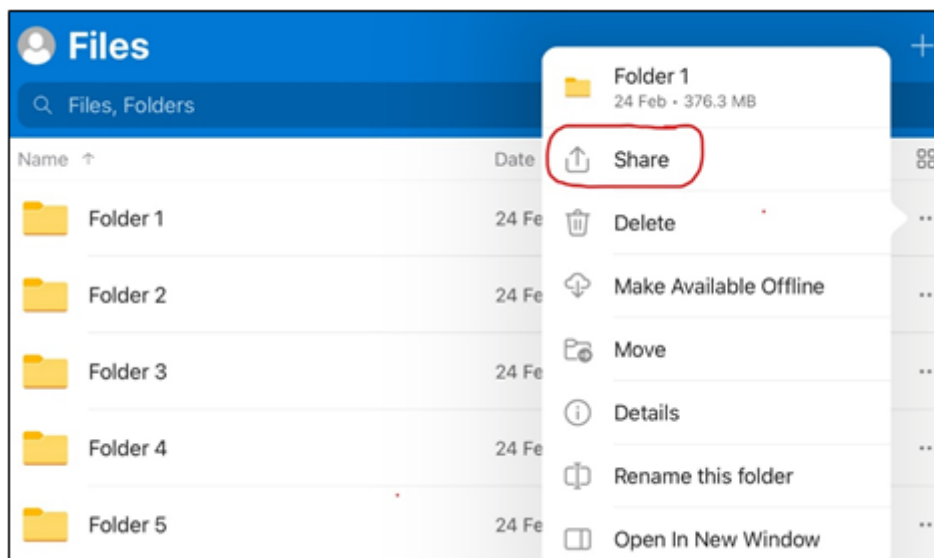 Files
Files, Folders
Name
Date
Folder 1
24 Fe
Folder 2
24 Fe
Folder 3
24 Fe
Folder 4
24 Fe
Folder 5
24 Fe
Folder 1
24 Feb • 376.3 MB
Share
Delete
Make Available Offline
Move
Details
Rename this folder
Open In New Window